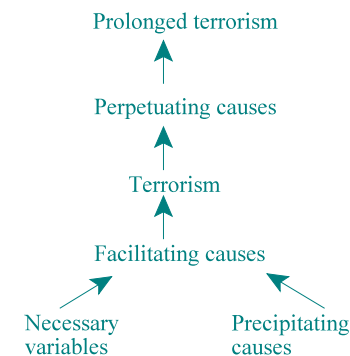 Prolonged terrorism
Perpetuating causes
Terrorism
Facilitating causes
Necessary
variables
Precipitating
causes